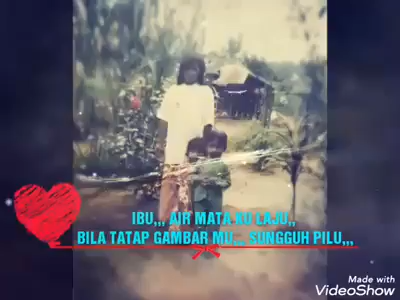 IBU,,, AIR MATA KU LAJU,,
BILA TATAP GAMBAR MU,,, SUNGGUH PILU,,,
Made with
VideoShow